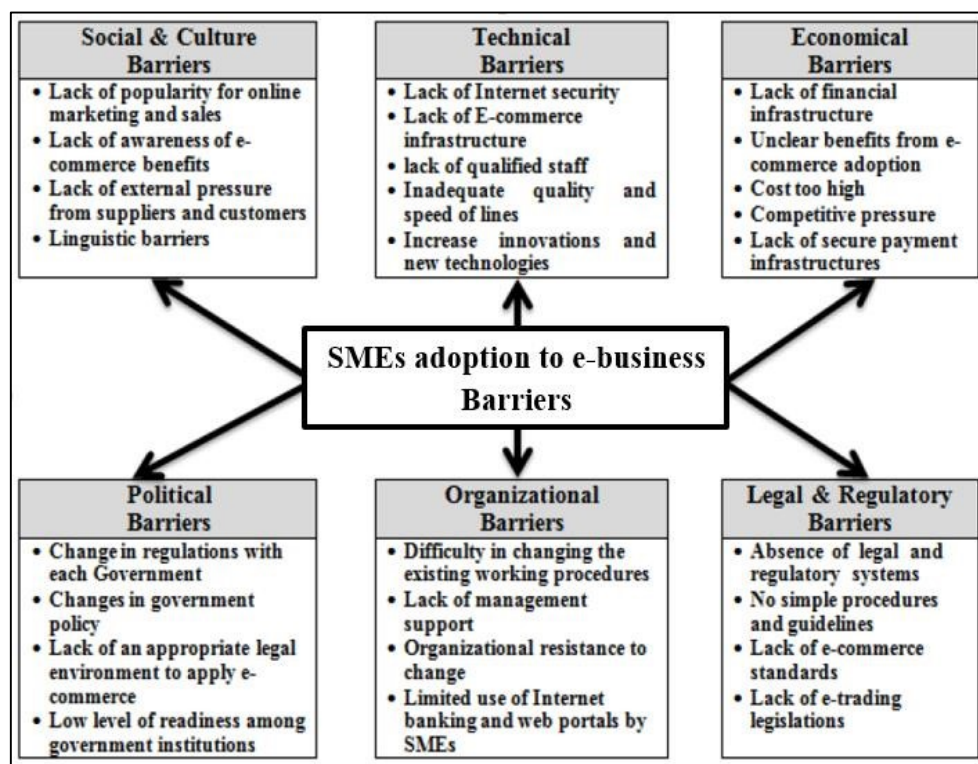 Social & Culture
Barriers
• Lack of popularity for online
marketing and sales
• Lack of awareness of e-
commerce benefits
• Lack of external pressure
from suppliers and customers
• Linguistic barriers
Technical
Barriers
• Lack of Internet security
• Lack of E-commerce
infrastructure
• lack of qualified staff
• Inadequate quality and
speed of lines
• Increase innovations and
new technologies
Economical
Barriers
• Lack of financial
infrastructure
• Unclear benefits from e-
commerce adoption
• Cost too high
• Competitive pressure
• Lack of secure payment
infrastructures
SMEs adoption to e-business
Barriers
Political
Barriers
• Change in regulations with
each Government
• Changes in government
policy
• Lack of an appropriate legal
environment to apply e-
commerce
• Low level of readiness among
government institutions
Organizational
Barriers
• Difficulty in changing the
existing working procedures
• Lack of management
support
• Organizational resistance to
change
• Limited use of Internet
banking and web portals by
SMEs
Legal & Regulatory
Barriers
• Absence of legal and
regulatory systems
• No simple procedures
and guidelines
• Lack of e-commerce
standards
• Lack of e-trading
legislations